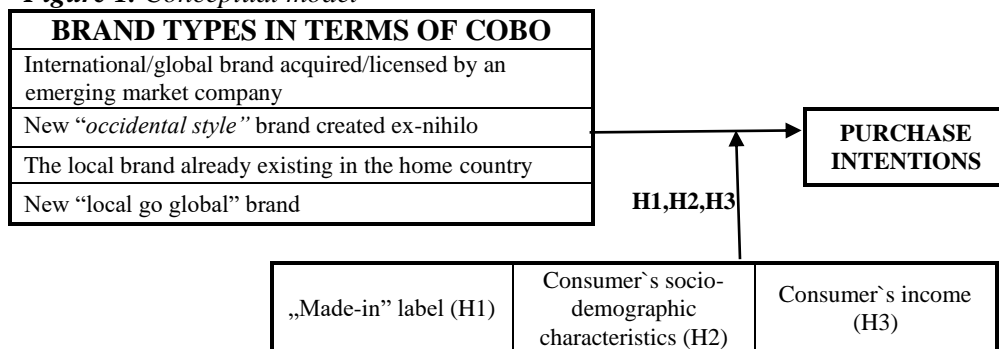 Figure 1. Conceptual model
BRAND TYPES IN TERMS OF COBO
International/global brand acquired/licensed by an
emerging market company
New “occidental style” brand created ex-nihilo
The local brand already existing in the home country
New “local go global” brand
PURCHASE
INTENTIONS
H1,H2,H3
„Made-in” label (H1)
Consumer`s socio-
demographic
characteristics (H2)
Consumer`s income
(H3)